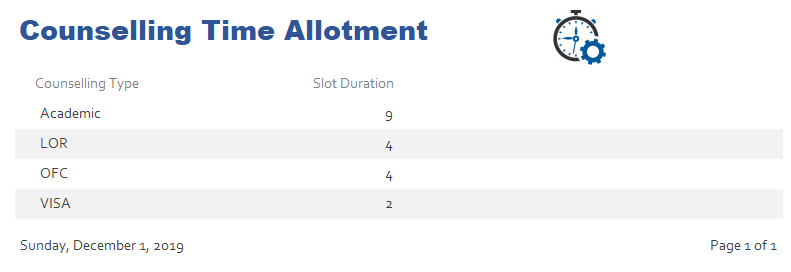 Counselling Time Allotment
Counselling Type Slot Duration
Academic 9
LOR 4
OFC 4
VISA 2
Sunday, December 1, 2019 Page 1 of 1